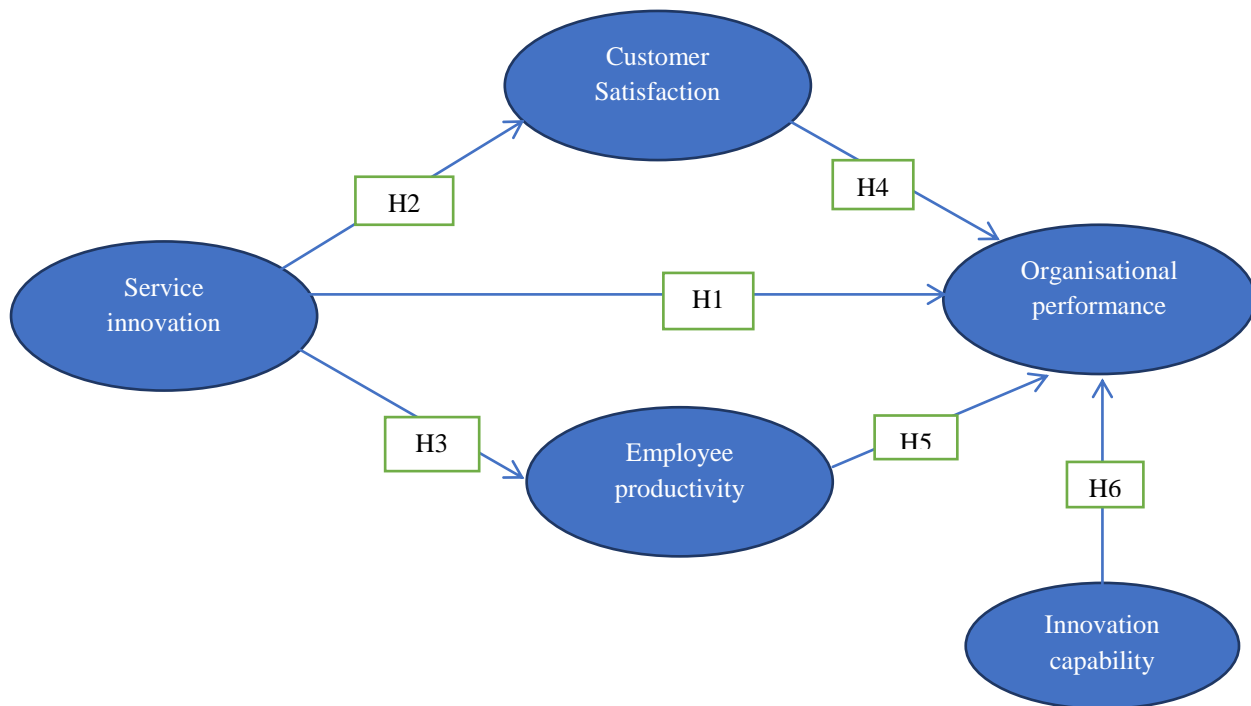 Customer
Satisfaction
H2
H4
Service
innovation
H1
Organisational
performance
H3
Employee
productivity
H5
H6
Innovation
capability